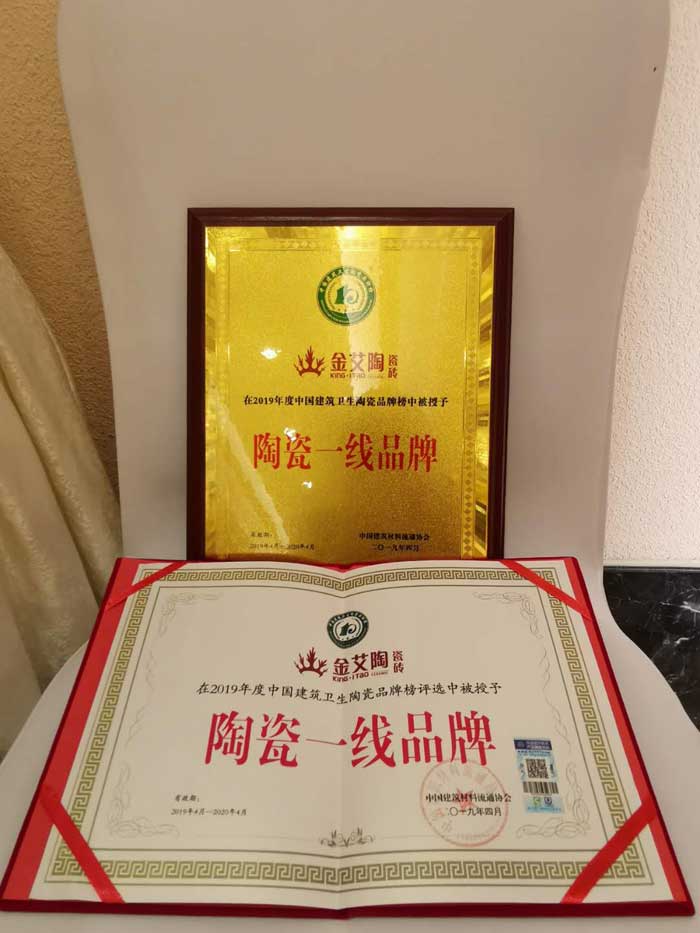 金艾陶 瓷砖
KING·ITAO
在2019年度中国建筑卫生陶瓷品牌榜中被授予
陶瓷一线品牌
有效期：
2019年4月—2020年4月
中国建筑材料流通协会
二〇一九年四月
金艾陶 瓷砖
KING·ITAO CERAMIC
在2019年度中国建筑卫生陶瓷品牌榜评选中被授予
陶瓷一线品牌
有效期：
2019年4月—2020年4月
中国建筑材料流通协会
二〇一九年四月